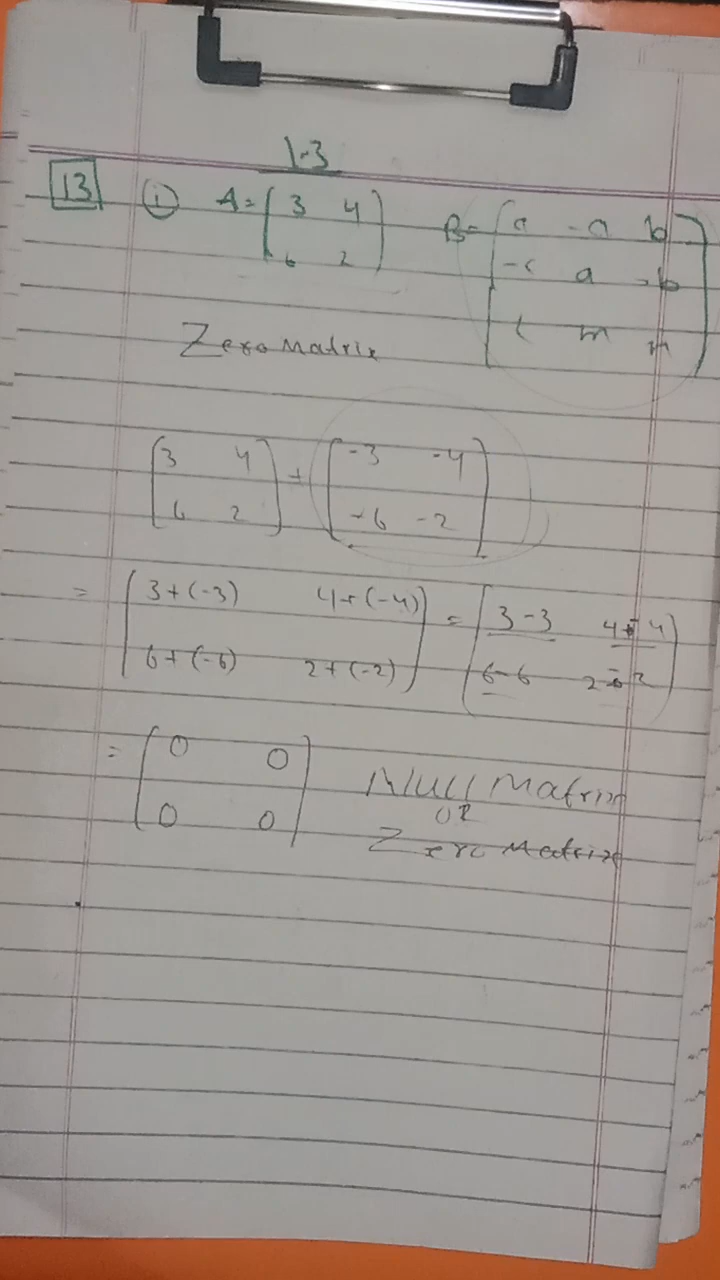 1.3
13 i A = [3 4 B = [a -a b
6 2] -c a -b
l m n]
Zero Matrix
[3 4 + [-3 -4
6 2] -6 -2]
= [3+(-3) 4+(-4) = [3-3 4-4
6+(-6) 2+(-2)] 6-6 2-2]
= [0 0 Null Matrix
or
0 0] Zero Matrix